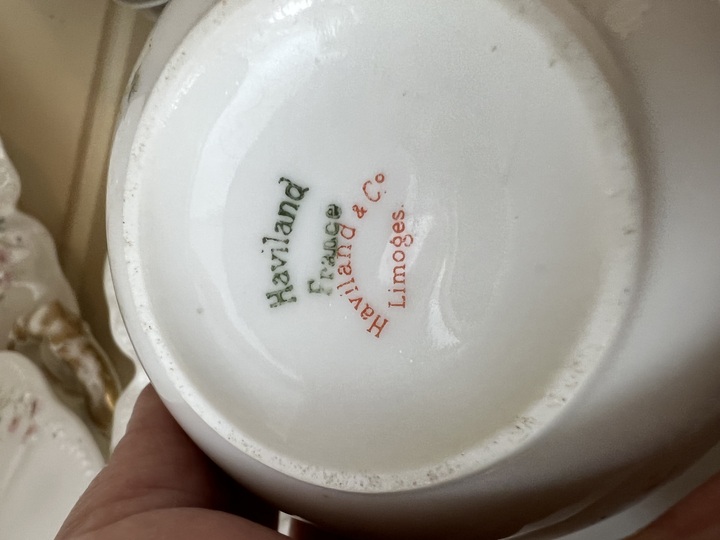 Haviland
France
Haviland & Co
Limoges.